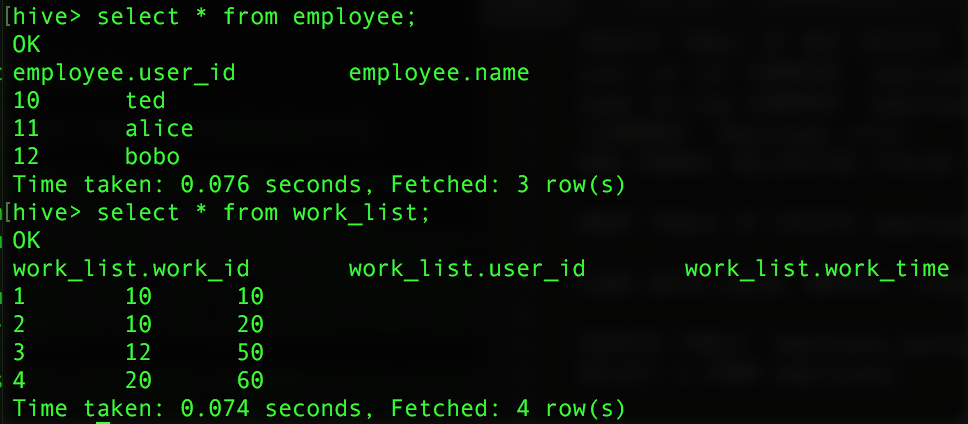 [hive> select * from employee;
OK
employee.user_id        employee.name
10      ted
11      alice
12      bobo
Time taken: 0.076 seconds, Fetched: 3 row(s)
[hive> select * from work_list;
OK
work_list.work_id       work_list.user_id       work_list.work_time
1       10      10
2       10      20
3       12      50
4       20      60
Time taken: 0.074 seconds, Fetched: 4 row(s)